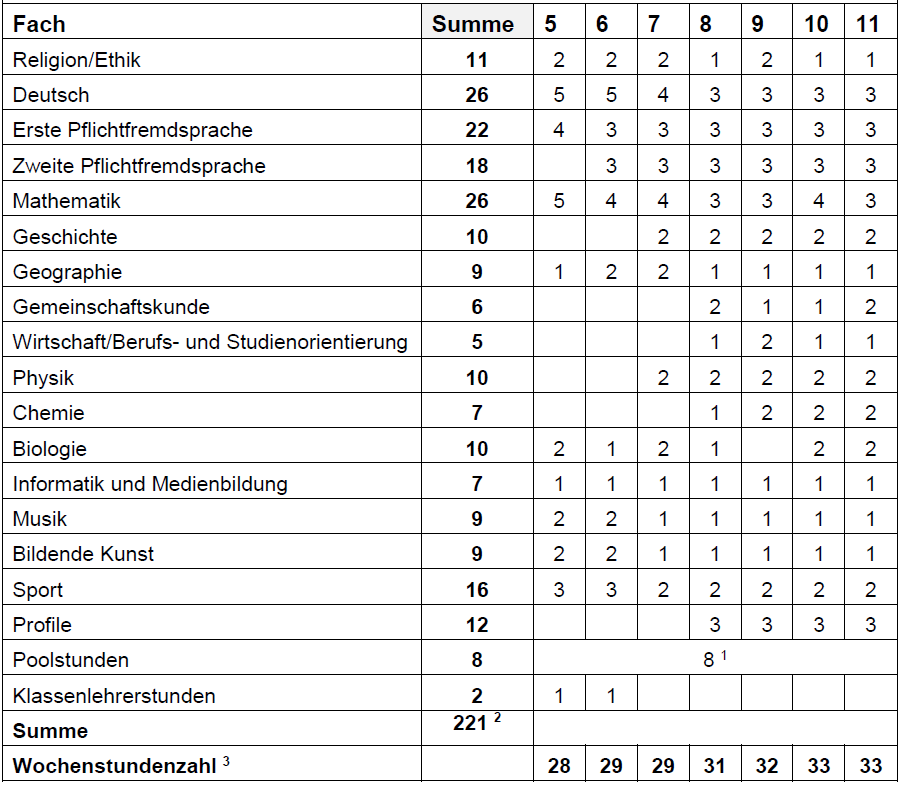 Fach Summe 5 6 7 8 9 10 11
Religion/Ethik 11 2 2 2 1 2 1 1
Deutsch 26 5 5 4 3 3 3 3
Erste Pflichtfremdsprache 22 4 3 3 3 3 3 3
Zweite Pflichtfremdsprache 18 3 3 3 3 3 3
Mathematik 26 5 4 4 3 3 4 3
Geschichte 10 2 2 2 2 2
Geographie 9 1 2 2 1 1 1 1
Gemeinschaftskunde 6 2 1 1 2
Wirtschaft/Berufs- und Studienorientierung 5 1 2 1 1
Physik 10 2 2 2 2 2
Chemie 7 1 2 2 2
Biologie 10 2 1 2 1 2 2
Informatik und Medienbildung 7 1 1 1 1 1 1 1
Musik 9 2 2 1 1 1 1 1
Bildende Kunst 9 2 2 1 1 1 1 1
Sport 16 3 3 2 2 2 2 2
Profile 12 3 3 3 3
Poolstunden 8 8 ¹
Klassenlehrerstunden 2 1 1
Summe 221 ²
Wochenstundenzahl ³ 28 29 29 31 32 33 33